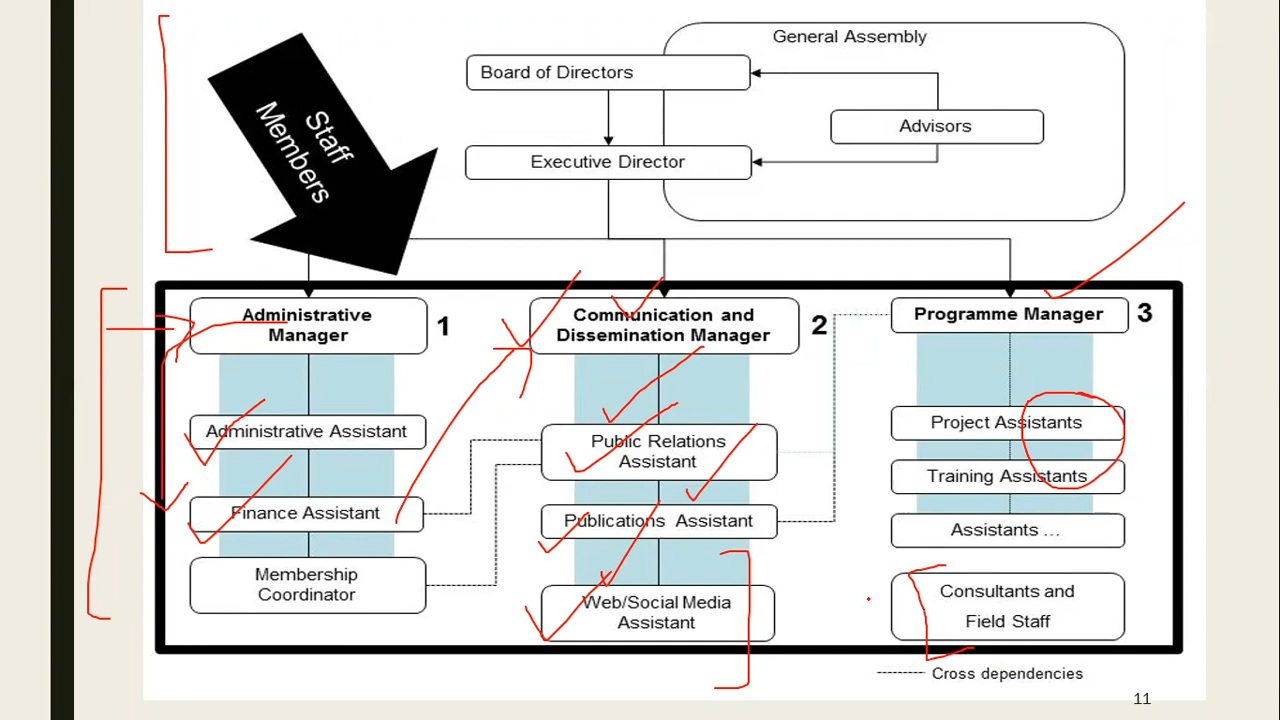 General Assembly
Board of Directors
Advisors
Executive Director
Staff
Members
Administrative
Manager
1
Communication and
Dissemination Manager
2
Programme Manager
3
Administrative Assistant
Finance Assistant
Membership
Coordinator
Public Relations
Assistant
Publications Assistant
Web/Social Media
Assistant
Project Assistants
Training Assistants
Assistants ...
Consultants and
Field Staff
Cross dependencies
11